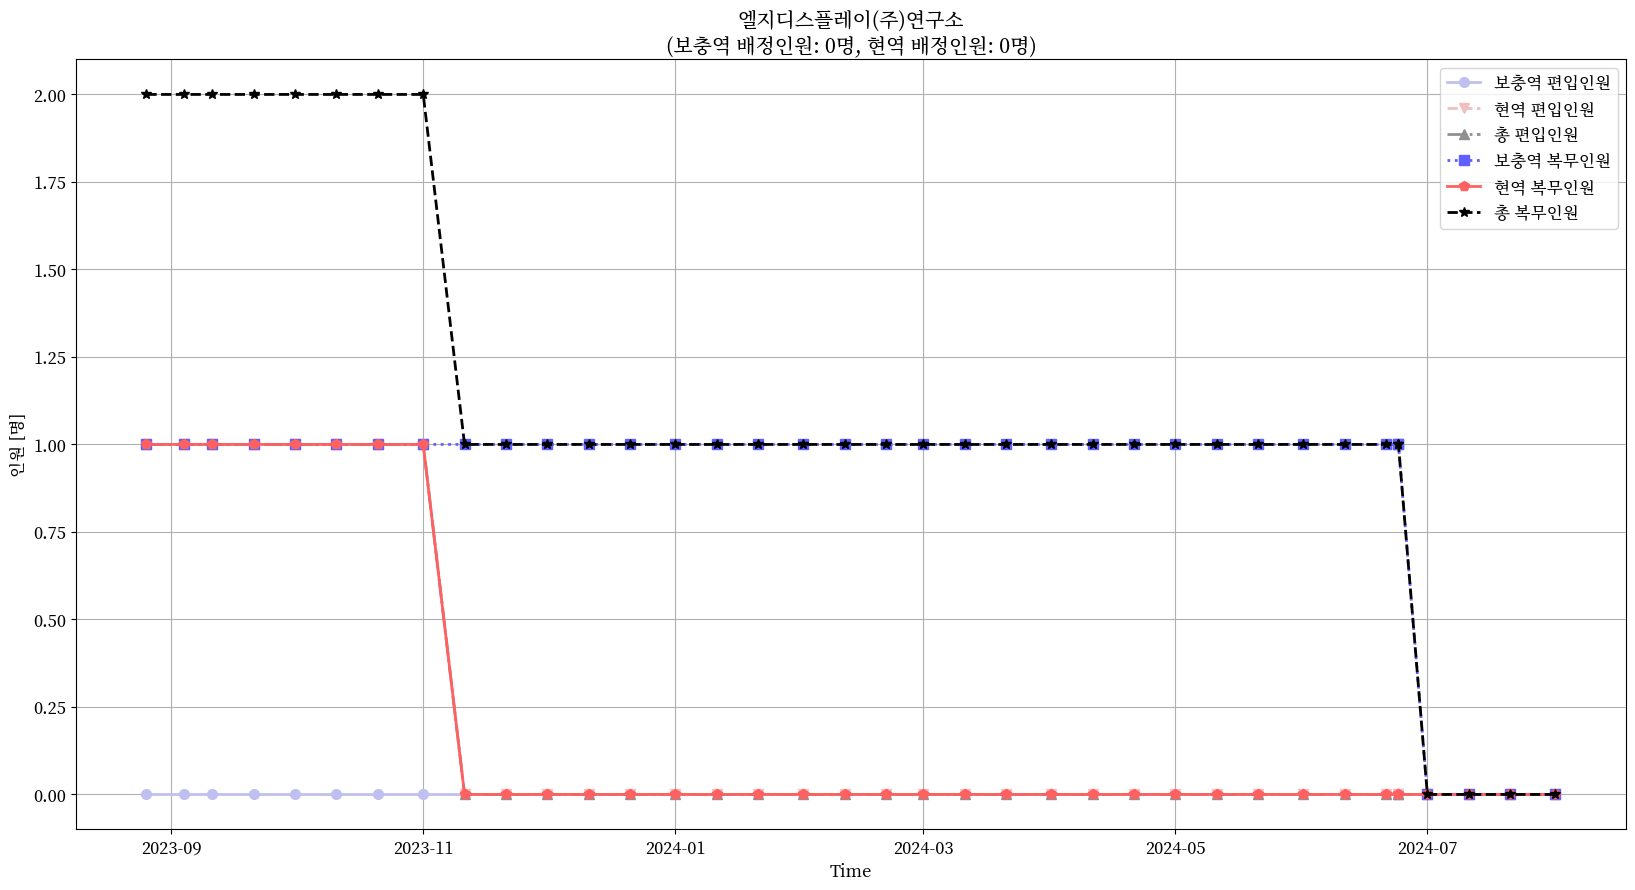 엘지디스플레이(주)연구소
(보충역 배정인원: 0명, 현역 배정인원: 0명)
보충역 편입인원
현역 편입인원
총 편입인원
보충역 복무인원
현역 복무인원
총 복무인원
2.00
1.75
1.50
1.25
1.00
0.75
0.50
0.25
0.00
인원 [명]
2023-09 2023-11 2024-01 2024-03 2024-05 2024-07
Time